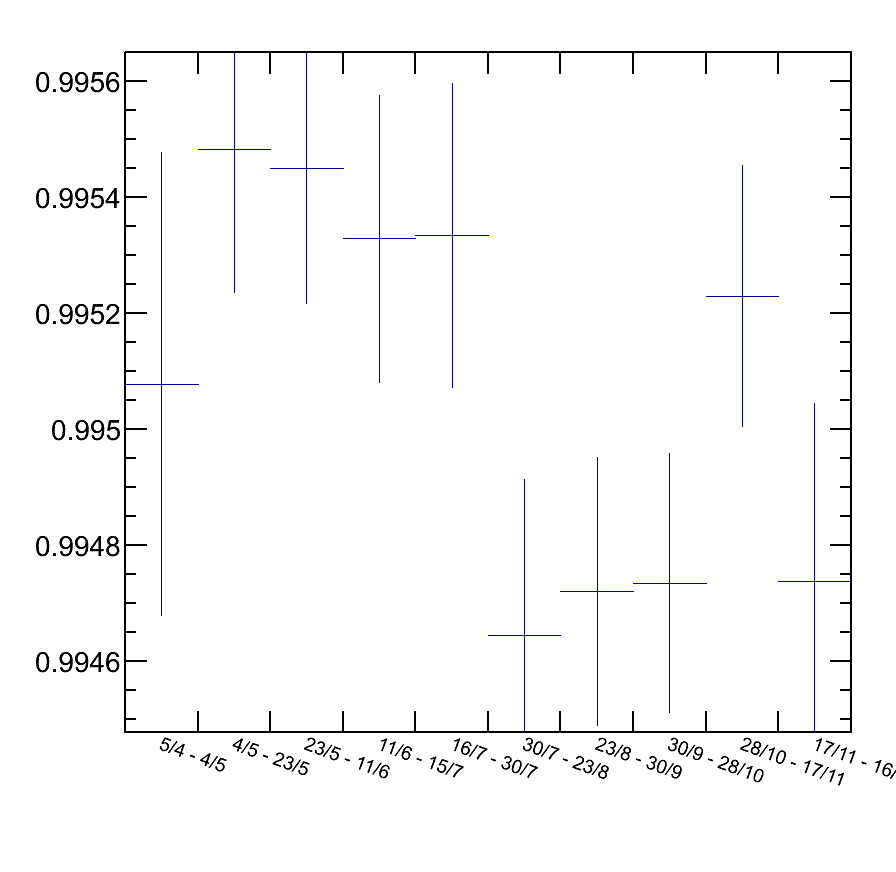 0.9956
0.9954
0.9952
0.995
0.9948
0.9946
5/4 - 4/5
4/5 - 23/5
23/5 - 11/6
11/6 - 15/7
16/7 - 30/7
30/7 - 23/8
23/8 - 30/9
30/9 - 28/10
28/10 - 17/11
17/11 - 16/